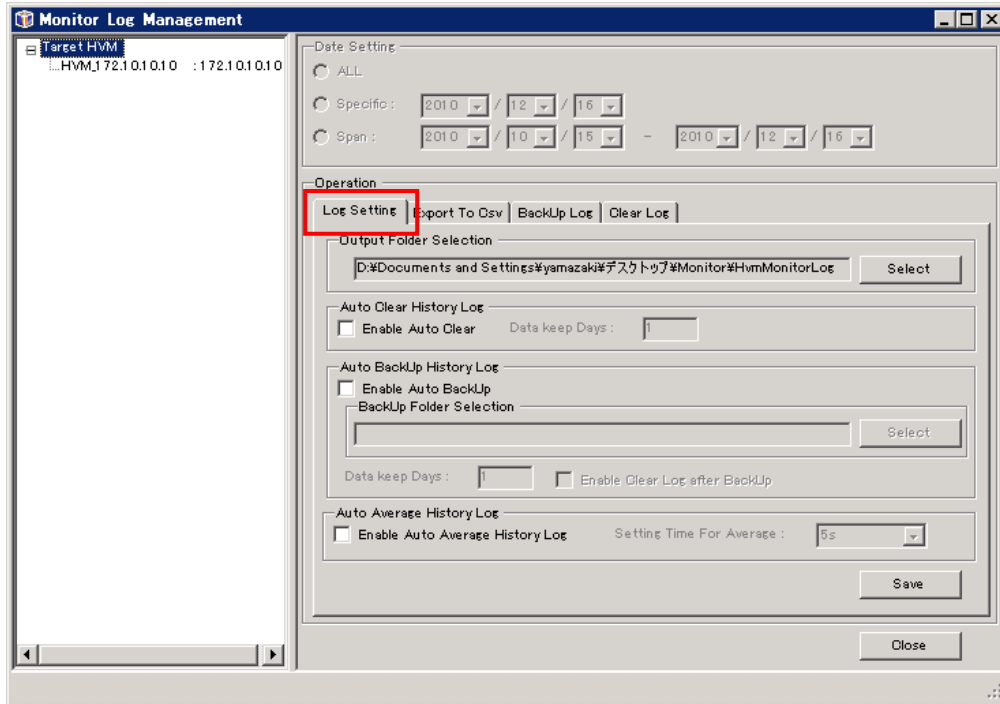 Monitor Log Management
Target HVM
HVM_172.10.10.10 :172.10.10.10
Date Setting
ALL
Specific : 2010 / 12 / 16
Span : 2010 / 10 / 15 - 2010 / 12 / 16
Operation
Log Setting Export To Csv BackUp Log Clear Log
Output Folder Selection
D:¥Documents and Settings¥yamazaki¥デスクトップ¥Monitor¥HvmMonitorLog Select
Auto Clear History Log
Enable Auto Clear Data keep Days : 1
Auto BackUp History Log
Enable Auto BackUp
BackUp Folder Selection
Select
Data keep Days : 1 Enable Clear Log after BackUp
Auto Average History Log
Enable Auto Average History Log Setting Time For Average : 5s
Save
Close